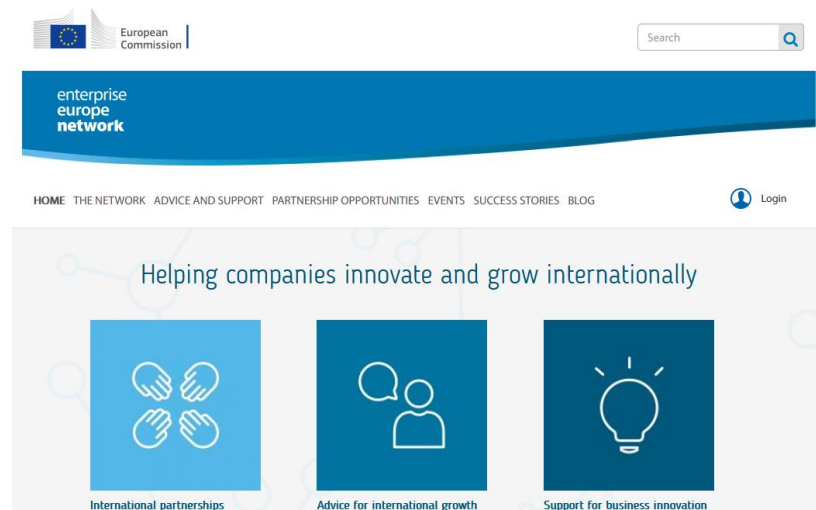 European
Commission
Search
enterprise
europe
network
HOME THE NETWORK ADVICE AND SUPPORT PARTNERSHIP OPPORTUNITIES EVENTS SUCCESS STORIES BLOG Login
Helping companies innovate and grow internationally
International partnerships Advice for international growth Support for business innovation